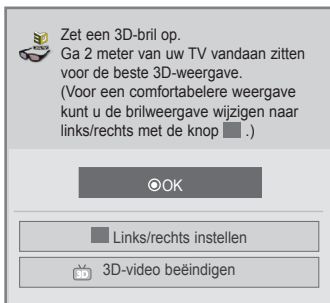 Zet een 3D-bril op.
Ga 2 meter van uw TV vandaan zitten
voor de beste 3D-weergave.
(Voor een comfortabelere weergave
kunt u de brilweergave wijzigen naar
links/rechts met de knop .)
OK
Links/rechts instellen
3D 3D-video beëindigen